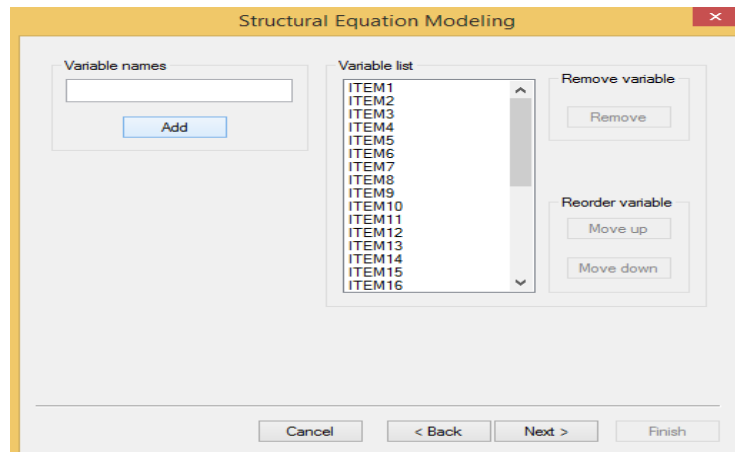 Structural Equation Modeling
Variable names
Add
Variable list
ITEM1
ITEM2
ITEM3
ITEM4
ITEM5
ITEM6
ITEM7
ITEM8
ITEM9
ITEM10
ITEM11
ITEM12
ITEM13
ITEM14
ITEM15
ITEM16
Remove variable
Remove
Reorder variable
Move up
Move down
Cancel
< Back
Next >
Finish